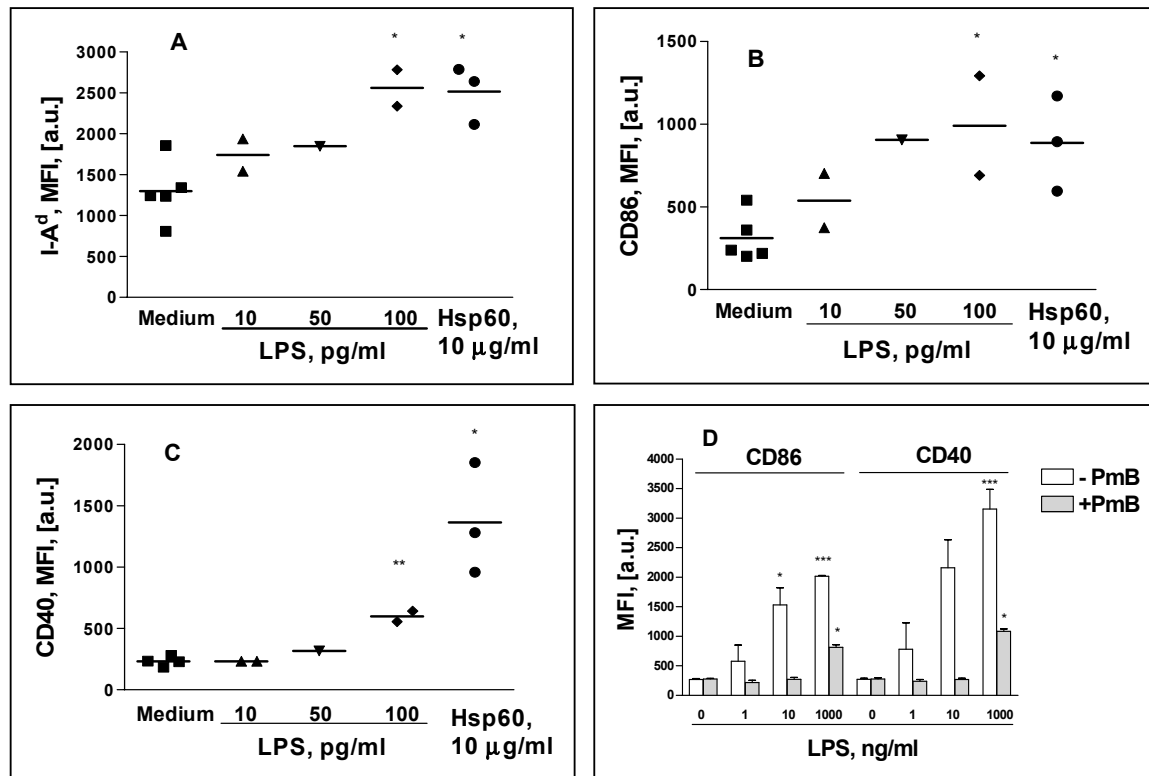 A
*
*
3000
2500
2000
1500
1000
500
0
I-Aᵈ, MFI, [a.u.]
Medium
10
50
100
Hsp60,
10 μg/ml
LPS, pg/ml
B
*
*
1500
1000
500
0
CD86, MFI, [a.u.]
Medium
10
50
100
Hsp60,
10 μg/ml
LPS, pg/ml
C
*
**
2000
1500
1000
500
0
CD40, MFI, [a.u.]
Medium
10
50
100
Hsp60,
10 μg/ml
LPS, pg/ml
D
CD86
CD40
- PmB
+PmB
4000
3500
3000
2500
2000
1500
1000
500
0
MFI, [a.u.]
*
***
*
***
*
0
1
10
1000
0
1
10
1000
LPS, ng/ml